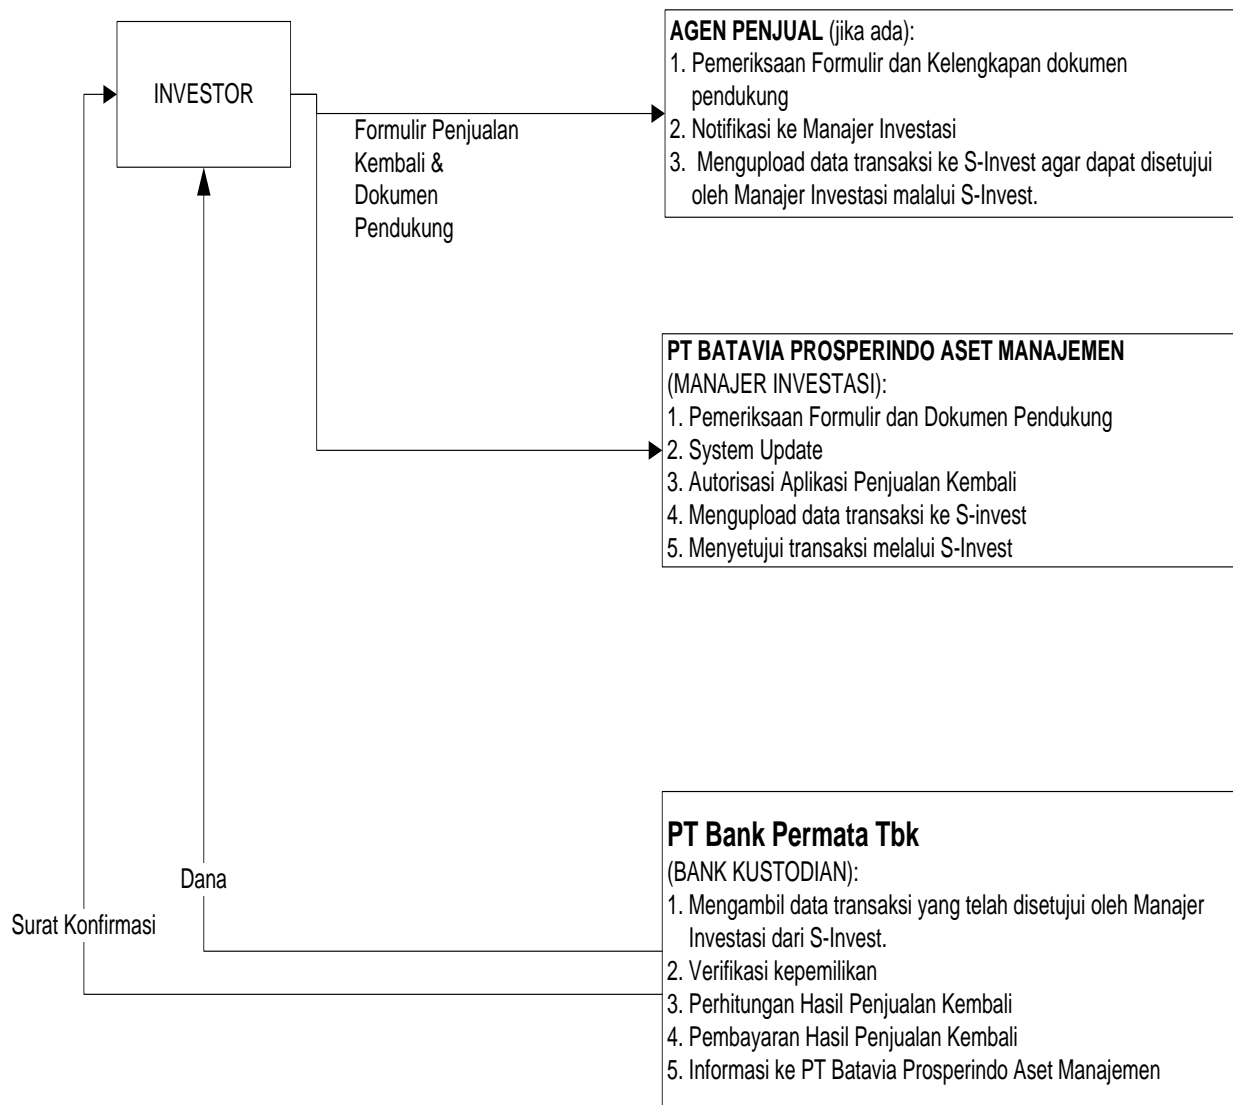 INVESTOR
Formulir Penjualan
Kembali &
Dokumen
Pendukung
AGEN PENJUAL (jika ada):
1. Pemeriksaan Formulir dan Kelengkapan dokumen
pendukung
2. Notifikasi ke Manajer Investasi
3. Mengupload data transaksi ke S-Invest agar dapat disetujui
oleh Manajer Investasi malalui S-Invest.
PT BATAVIA PROSPERINDO ASET MANAJEMEN
(MANAJER INVESTASI):
1. Pemeriksaan Formulir dan Dokumen Pendukung
2. System Update
3. Autorisasi Aplikasi Penjualan Kembali
4. Mengupload data transaksi ke S-invest
5. Menyetujui transaksi melalui S-Invest
Dana
Surat Konfirmasi
PT Bank Permata Tbk
(BANK KUSTODIAN):
1. Mengambil data transaksi yang telah disetujui oleh Manajer
Investasi dari S-Invest.
2. Verifikasi kepemilikan
3. Perhitungan Hasil Penjualan Kembali
4. Pembayaran Hasil Penjualan Kembali
5. Informasi ke PT Batavia Prosperindo Aset Manajemen